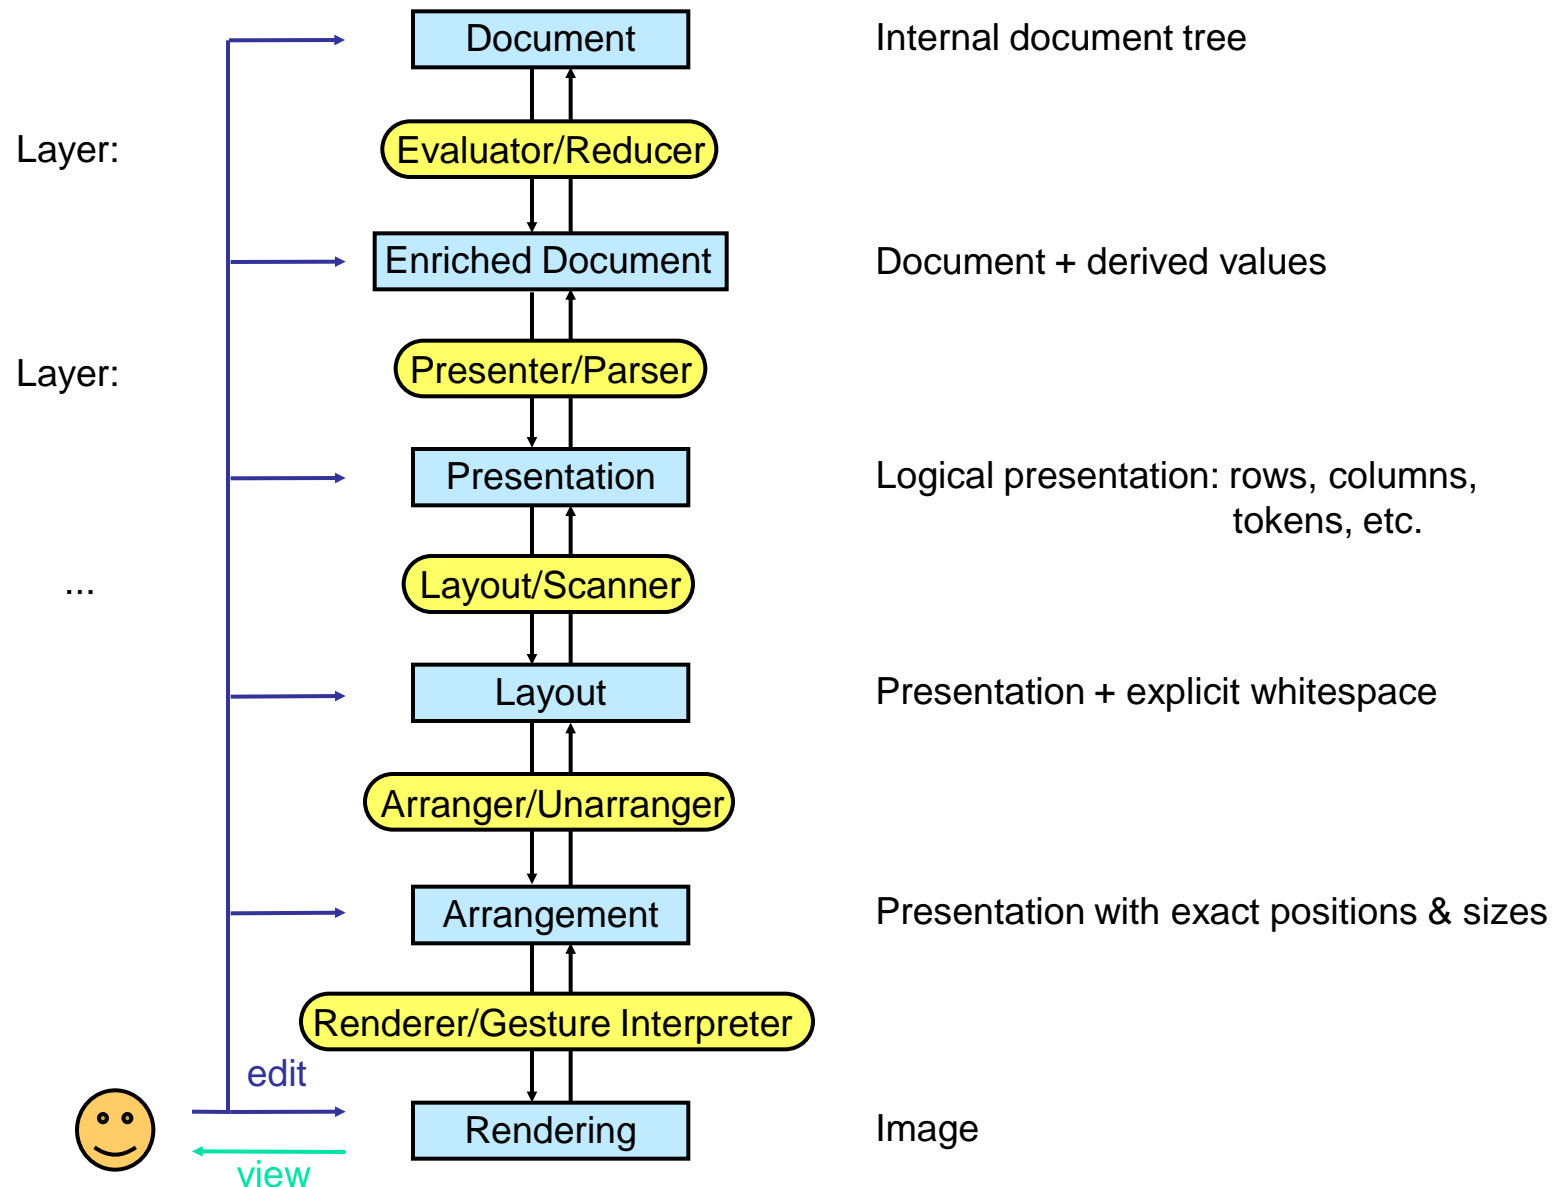 Document
Internal document tree
Layer:
Evaluator/Reducer
Enriched Document
Document + derived values
Layer:
Presenter/Parser
Presentation
Logical presentation: rows, columns,
tokens, etc.
...
Layout/Scanner
Layout
Presentation + explicit whitespace
Arranger/Unarranger
Arrangement
Presentation with exact positions & sizes
Renderer/Gesture Interpreter
edit
Rendering
Image
view